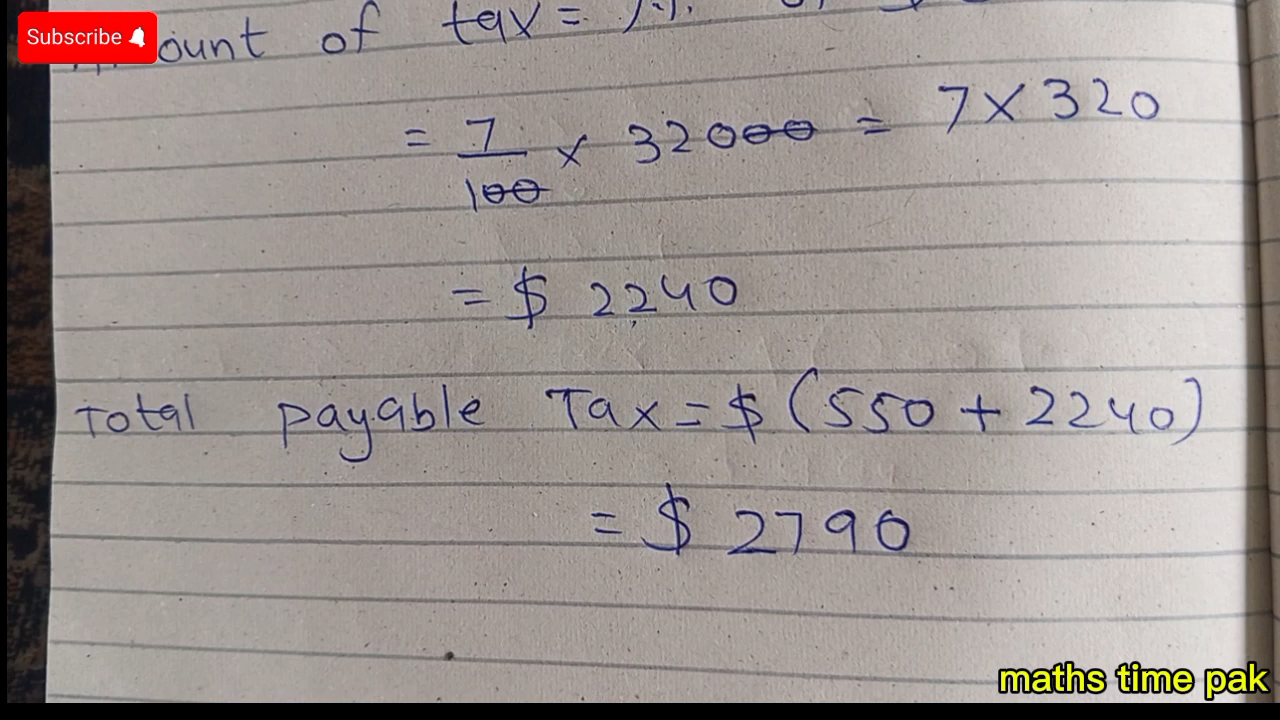 Subscribe
ount of tax =
= 7/100 × 32000 = 7 × 320
= $ 2240
Total payable Tax = $ (550 + 2240)
= $ 2790
maths time pak